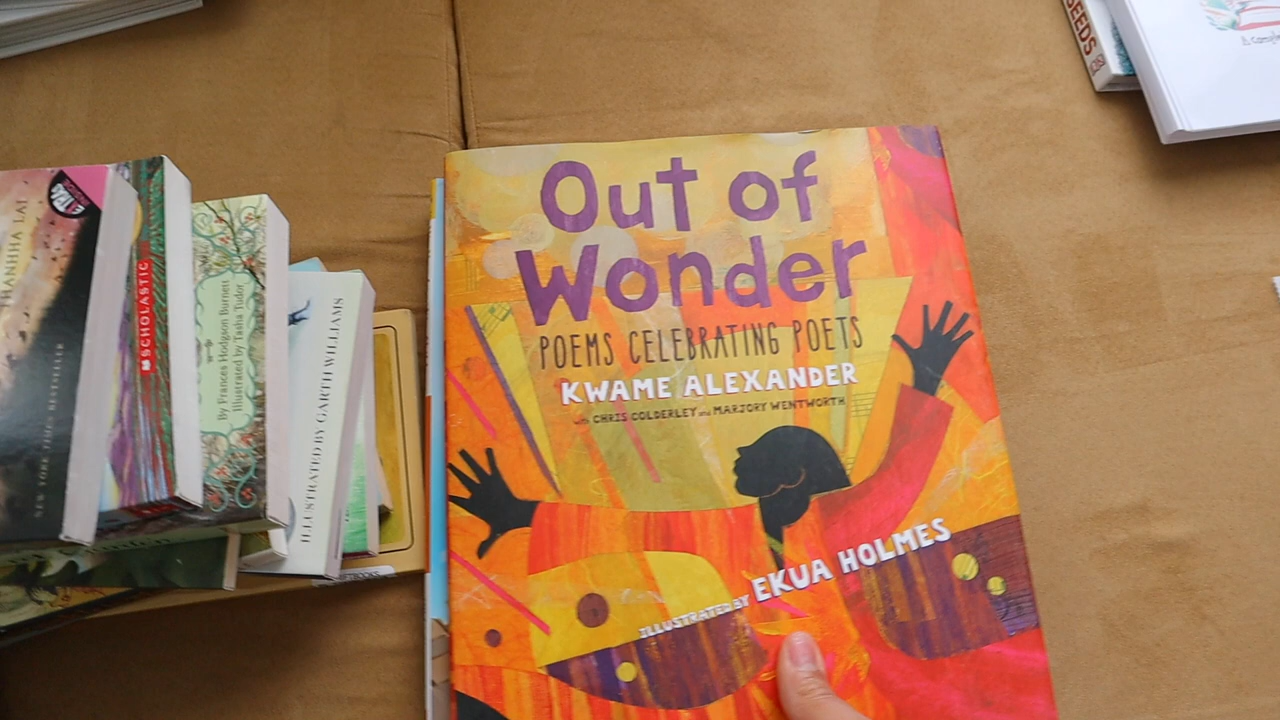 Out of
Wonder
POEMS CELEBRATING POETS
KWAME ALEXANDER
with CHRIS COLDERLEY and MARJORY WENTWORTH
ILLUSTRATED BY EKUA HOLMES
THANHHA LAI
NEW YORK TIMES BESTSELLER
SCHOLASTIC
By Frances Hodgson Burnett
Illustrated by Tasha Tudor
ILLUSTRATED BY GARTH WILLIAMS
SEEDS